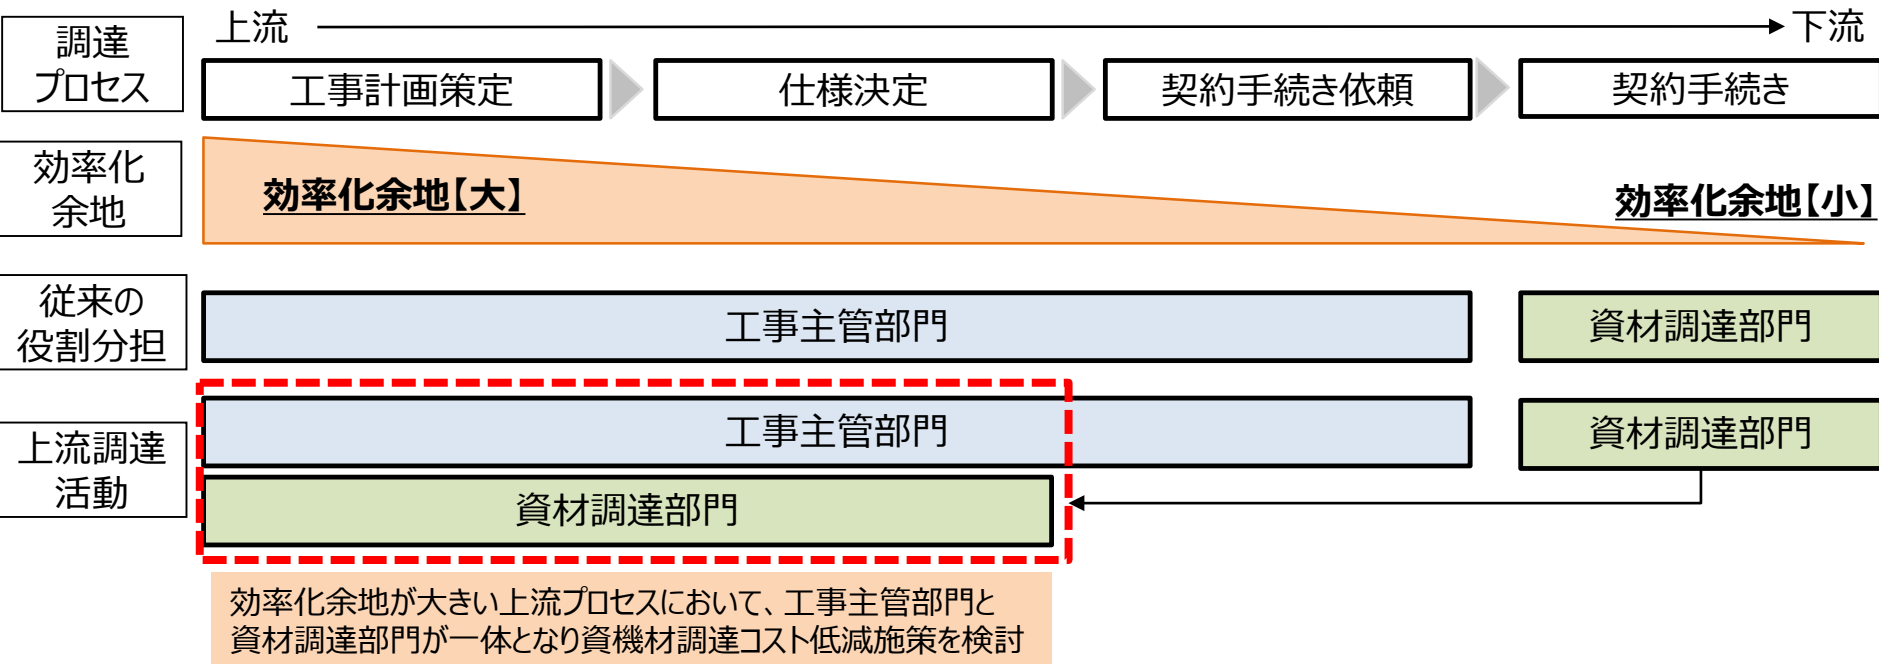 調達
プロセス
上流
下流
工事計画策定
仕様決定
契約手続き依頼
契約手続き
効率化
余地
効率化余地【大】
効率化余地【小】
従来の
役割分担
工事主管部門
資材調達部門
上流調達
活動
工事主管部門
資材調達部門
資材調達部門
効率化余地が大きい上流プロセスにおいて、工事主管部門と
資材調達部門が一体となり資機材調達コスト低減施策を検討